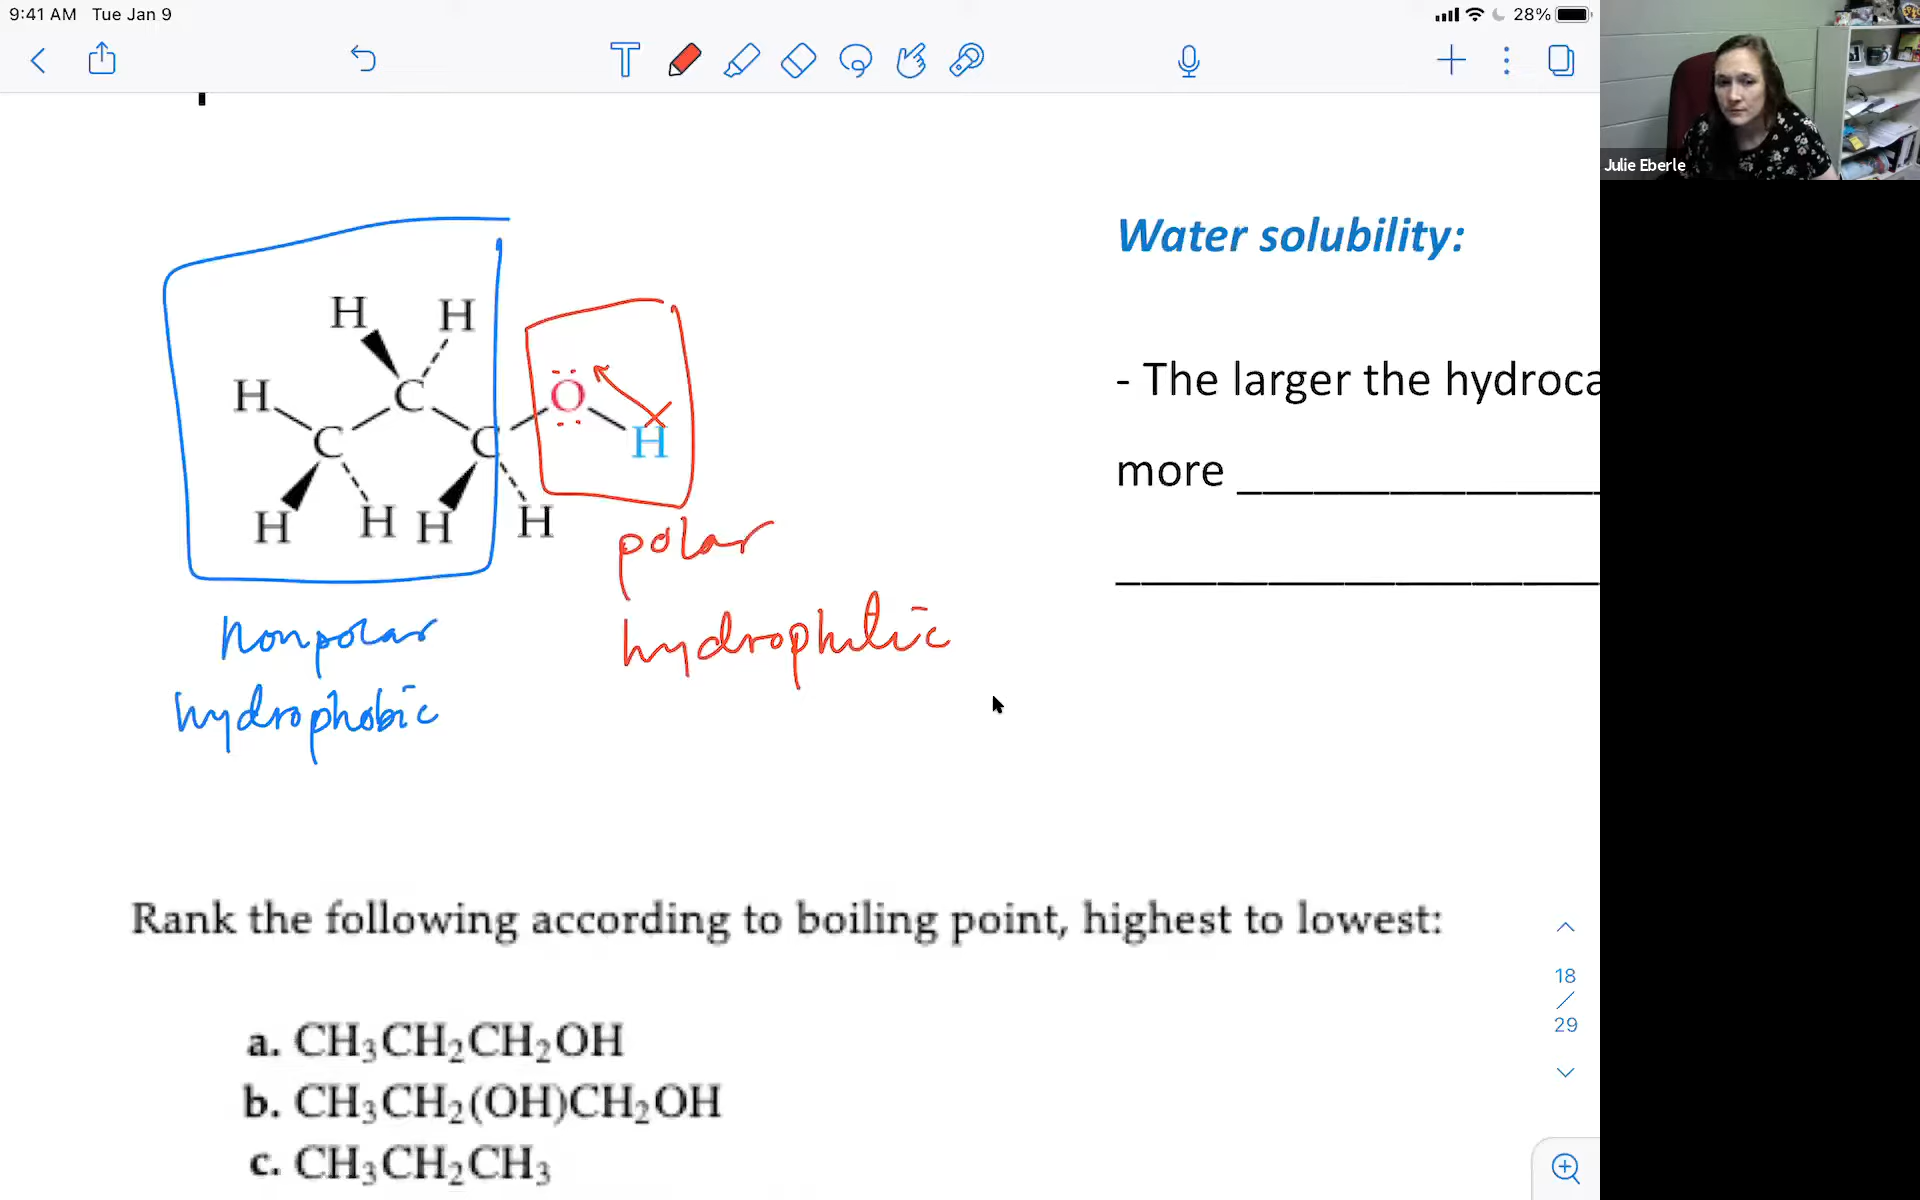 9:41 AM Tue Jan 9
28%
T
Julie Eberle
Water solubility:
H H
H C O
C C H
H H H H
- The larger the hydroca
more ______________
polar
hydrophilic
nonpolar
hydrophobic
Rank the following according to boiling point, highest to lowest:
18
/
29
a. CH₃CH₂CH₂OH
b. CH₃CH₂(OH)CH₂OH
c. CH₃CH₂CH₃